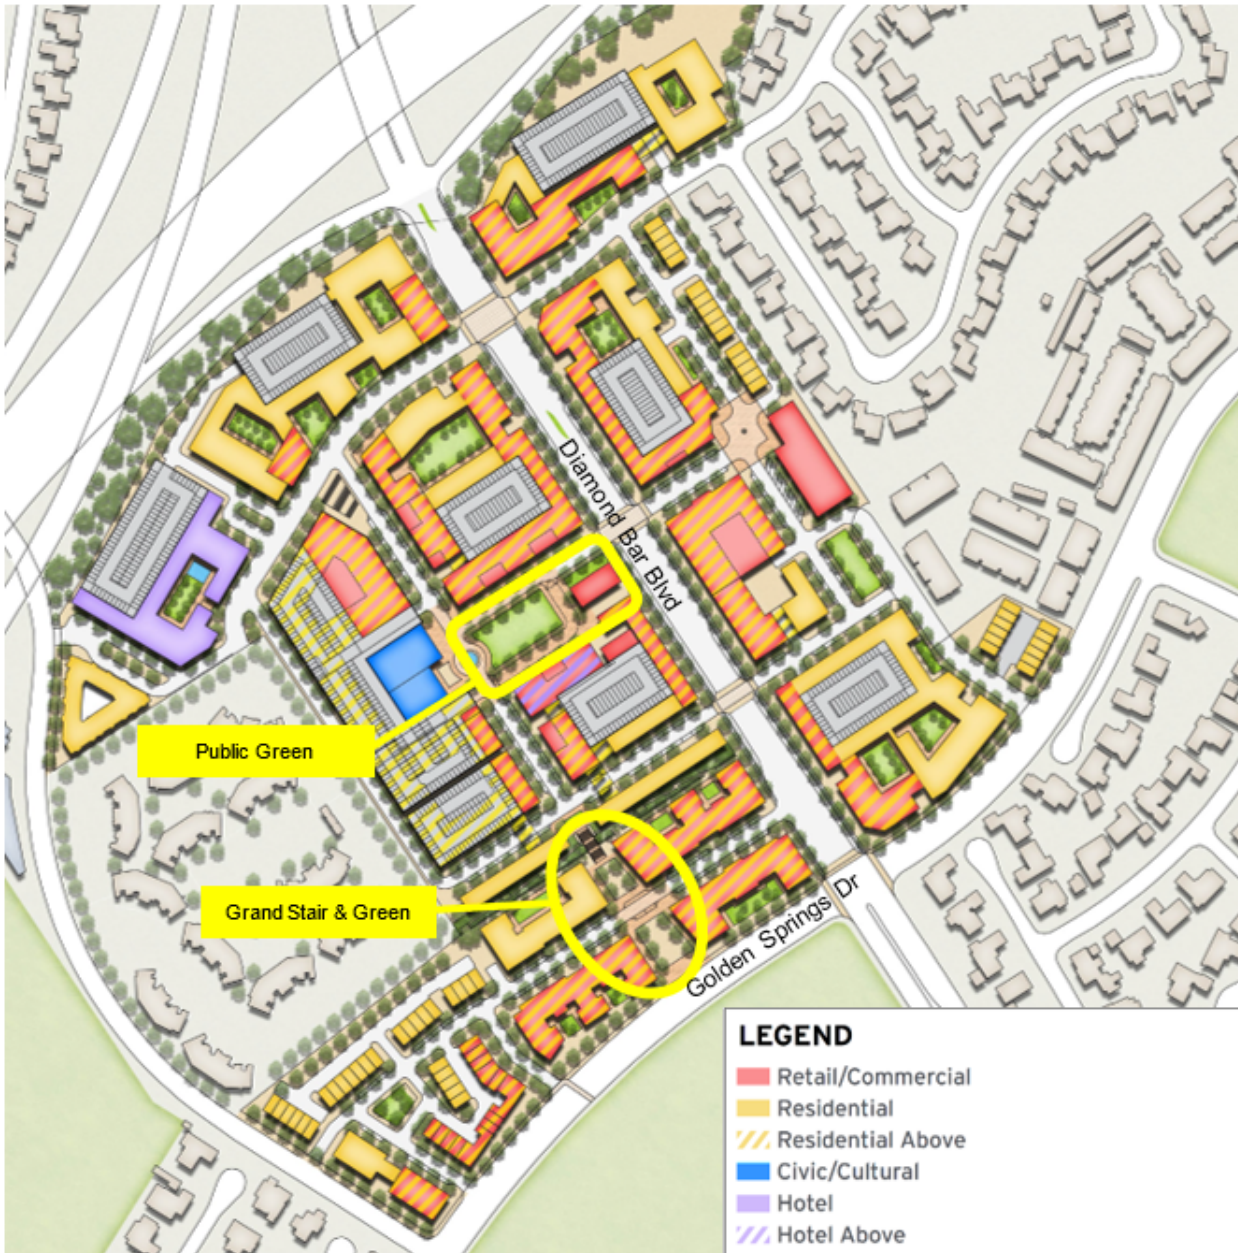 Diamond Bar Blvd
Public Green
Grand Stair & Green
Golden Springs Dr
LEGEND
Retail/Commercial
Residential
Residential Above
Civic/Cultural
Hotel
Hotel Above